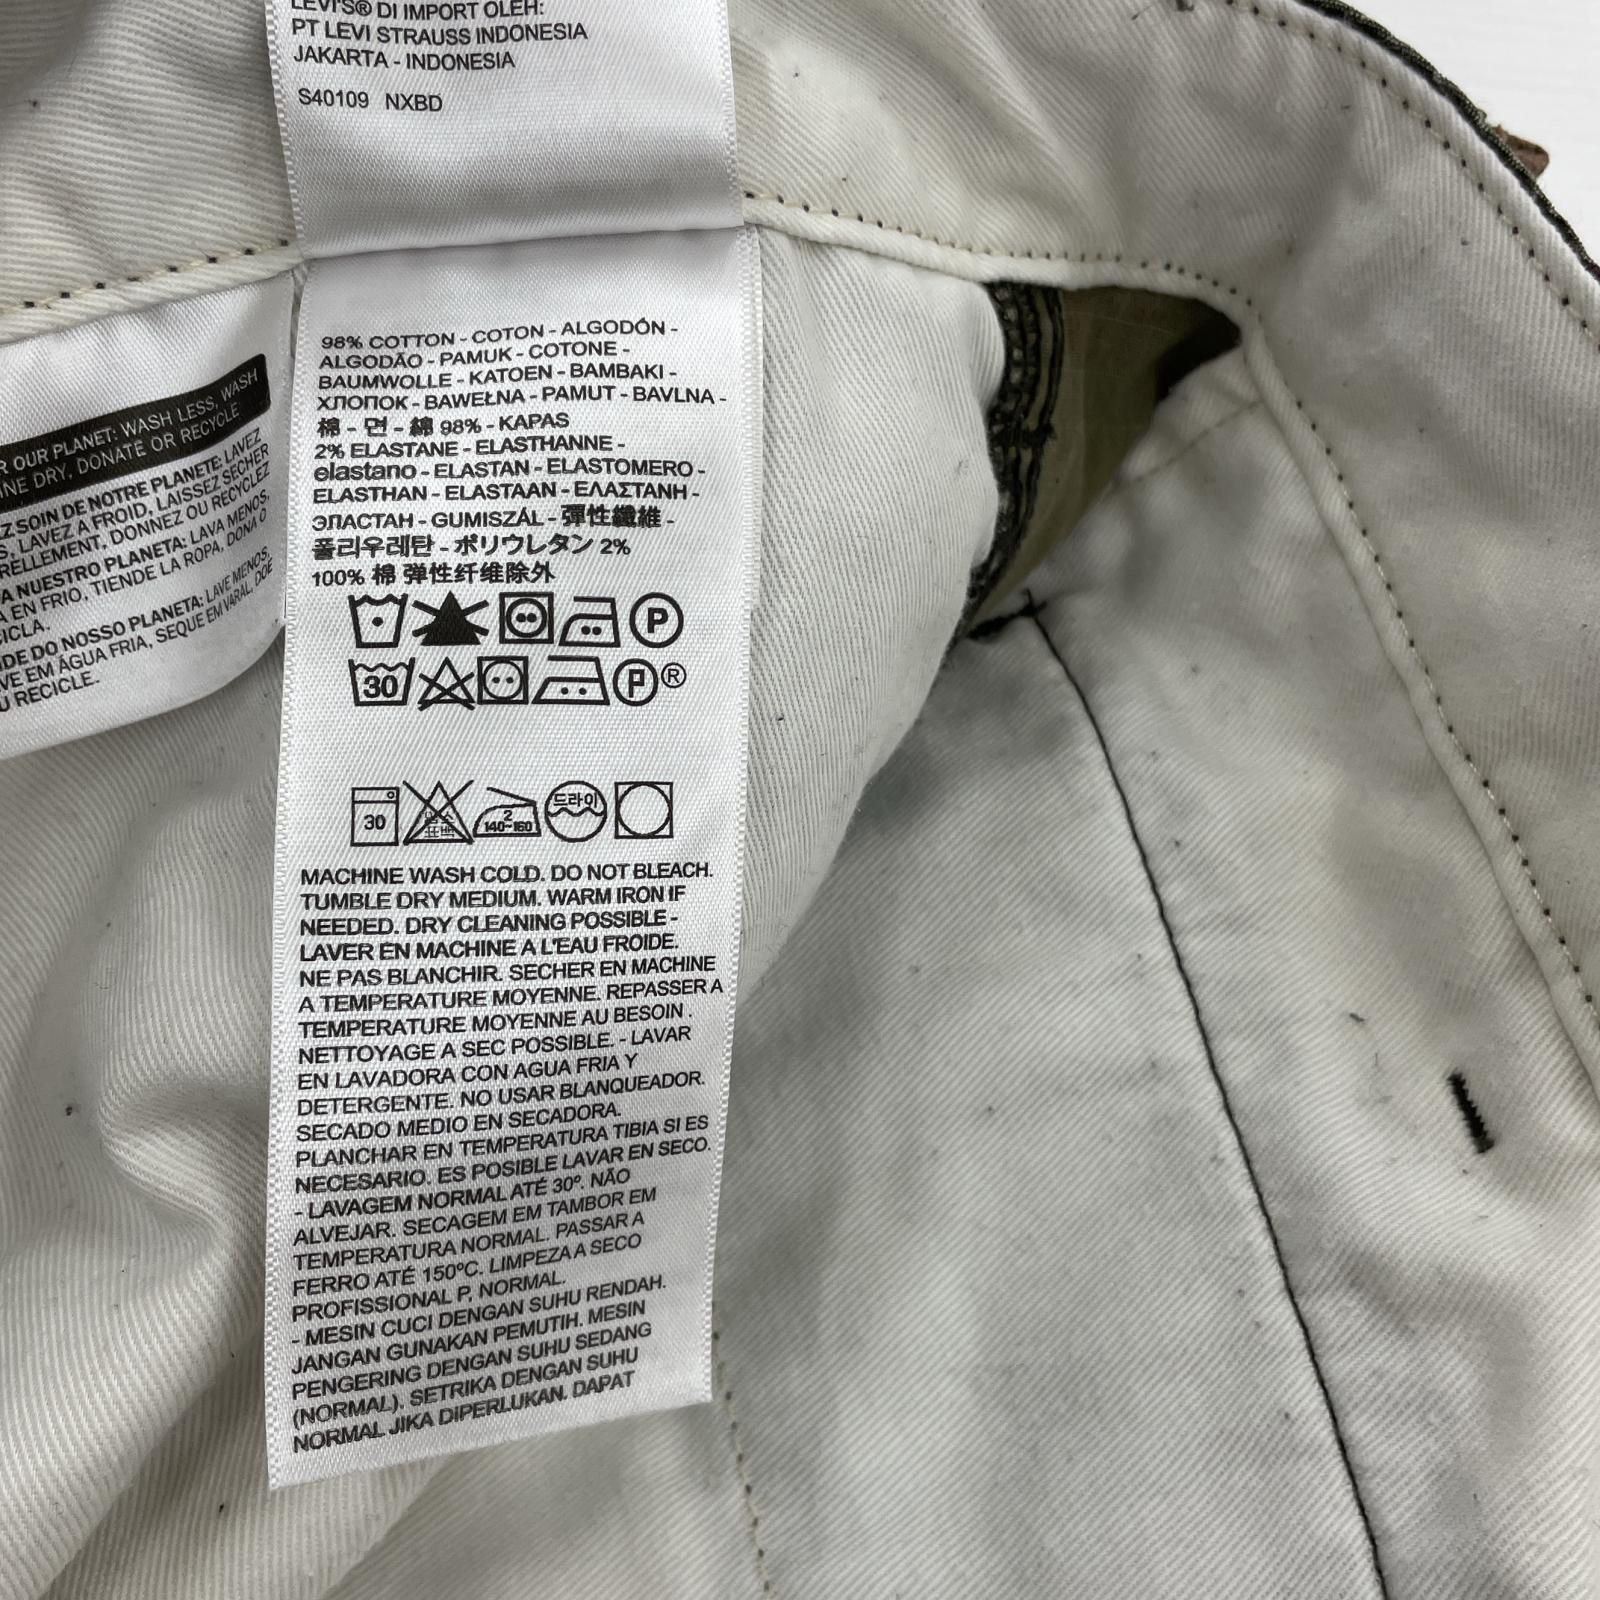 LEVI'S® DI IMPORT OLEH:
PT LEVI STRAUSS INDONESIA
JAKARTA - INDONESIA
S40109 NXBD
R OUR PLANET: WASH LESS, WASH
INE DRY, DONATE OR RECYCLE.
Z SOIN DE NOTRE PLANETE: LAVEZ
S, LAVEZ A FROID, LAISSEZ SECHER
RELLEMENT, DONNEZ OU RECYCLEZ
A NUESTRO PLANETA: LAVA MENOS,
A EN FRIO, TIENDE LA ROPA, DONA O
CICLA.
IDE DO NOSSO PLANETA: LAVE MENOS,
VE EM ÁGUA FRIA, SEQUE EM VARAL, DOE
U RECICLE.
98% COTTON - COTON - ALGODÓN -
ALGODÃO - PAMUK - COTONE -
BAUMWOLLE - KATOEN - BAMBAKI -
ХЛОПОК - BAWEŁNA - PAMUT - BAVLNA -
棉 - 면 - 綿 98% - KAPAS
2% ELASTANE - ELASTHANNE -
elastano - ELASTAN - ELASTOMERO -
ELASTHAN - ELASTAAN - ΕΛΑΣΤΑΝΗ -
ЭЛАСТАН - GUMISZÁL - 彈性纖維 -
폴리우레탄 - ポリウレタン 2%
100% 棉 弹性纤维除外
P
30 P ®
30 2 140~160 드라이
MACHINE WASH COLD. DO NOT BLEACH.
TUMBLE DRY MEDIUM. WARM IRON IF
NEEDED. DRY CLEANING POSSIBLE -
LAVER EN MACHINE A L'EAU FROIDE.
NE PAS BLANCHIR. SECHER EN MACHINE
A TEMPERATURE MOYENNE. REPASSER A
TEMPERATURE MOYENNE AU BESOIN .
NETTOYAGE A SEC POSSIBLE. - LAVAR
EN LAVADORA CON AGUA FRIA Y
DETERGENTE. NO USAR BLANQUEADOR.
SECADO MEDIO EN SECADORA.
PLANCHAR EN TEMPERATURA TIBIA SI ES
NECESARIO. ES POSIBLE LAVAR EN SECO.
- LAVAGEM NORMAL ATÉ 30º. NÃO
ALVEJAR. SECAGEM EM TAMBOR EM
TEMPERATURA NORMAL. PASSAR A
FERRO ATÉ 150ºC. LIMPEZA A SECO
PROFISSIONAL P, NORMAL.
- MESIN CUCI DENGAN SUHU RENDAH.
JANGAN GUNAKAN PEMUTIH. MESIN
PENGERING DENGAN SUHU SEDANG
(NORMAL). SETRIKA DENGAN SUHU
NORMAL JIKA DIPERLUKAN. DAPAT